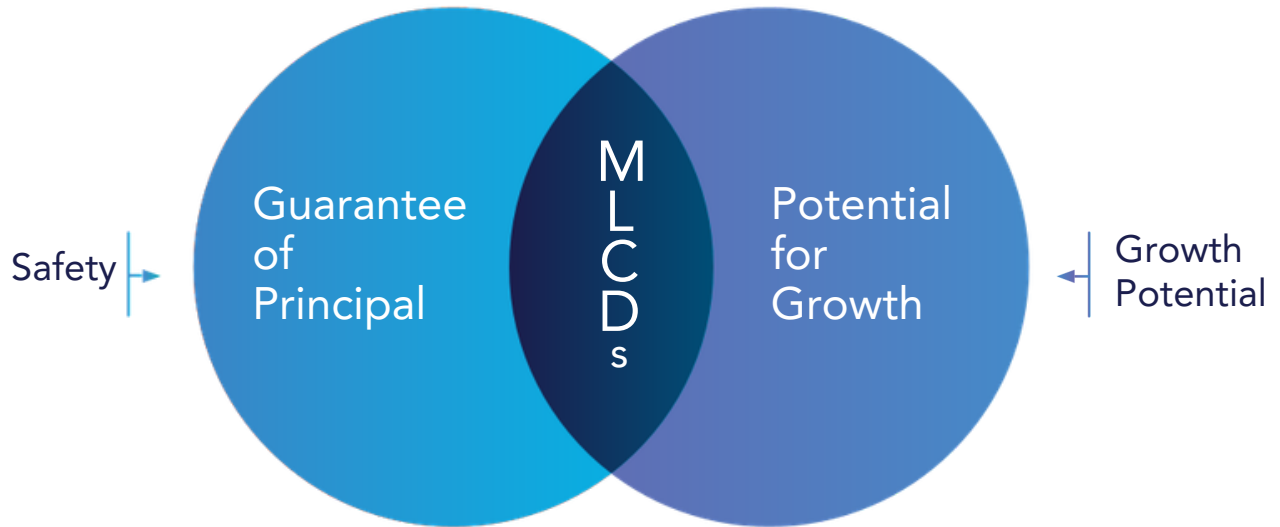 Safety
Guarantee
of
Principal
M
L
C
D
s
Potential
for
Growth
Growth
Potential